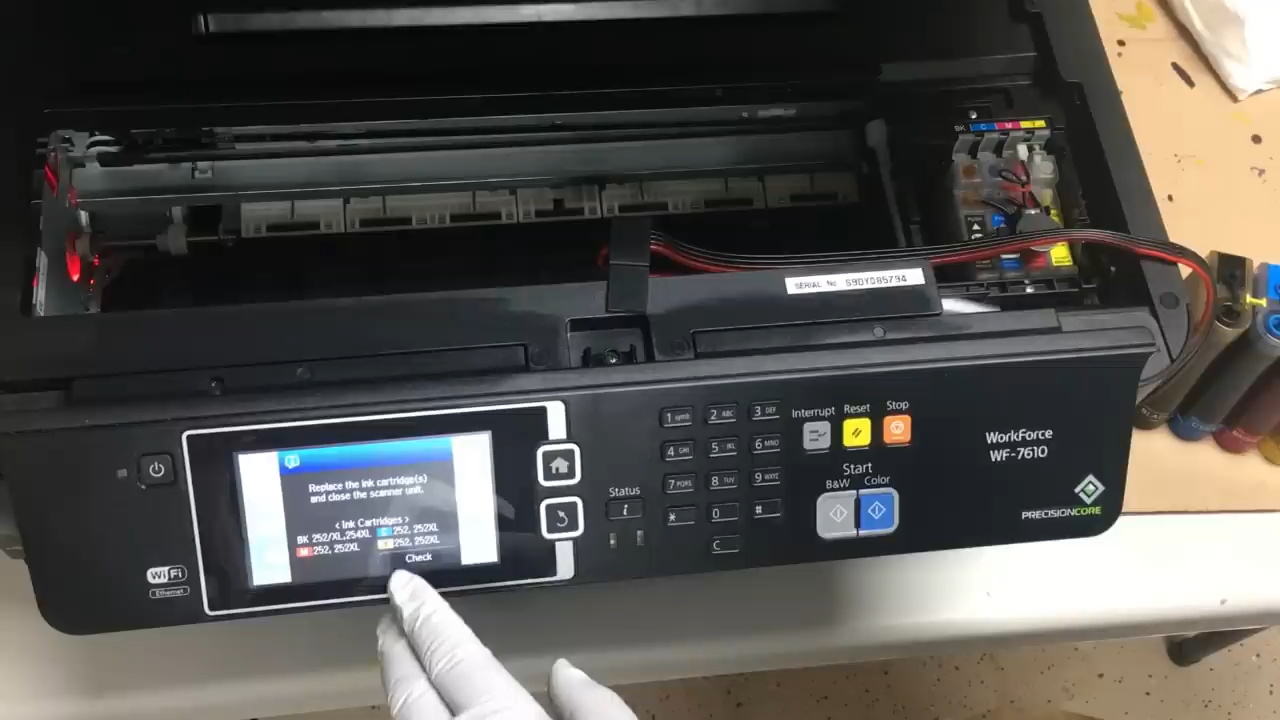 BK C M Y
PUSH
SERIAL No S9DY085794
Replace the ink cartridge(s)
and close the scanner unit.
< Ink Cartridges >
BK 252/XL,254XL C 252, 252XL
M 252, 252XL Y 252, 252XL
Check
WiFi
Ethernet
Status
i
1 symb 2 ABC 3 DEF
4 GHI 5 JKL 6 MNO
7 PQRS 8 TUV 9 WXYZ
* 0 #
C
Interrupt Reset Stop
Start
B&W Color
WorkForce
WF-7610
PRECISIONCORE